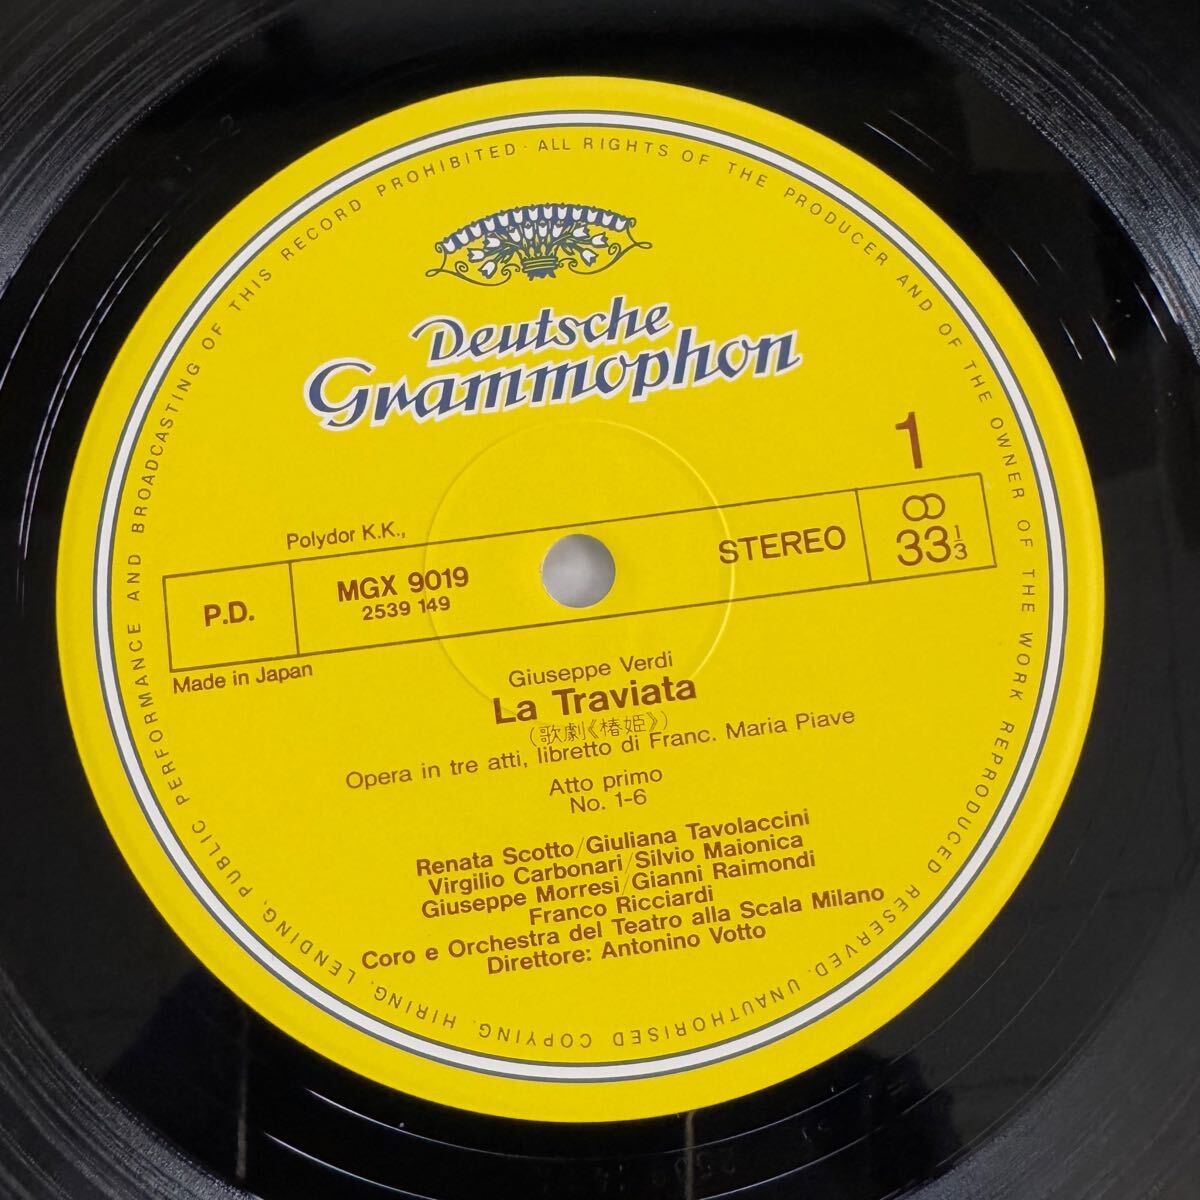 PERFORMANCE AND BROADCASTING OF THIS RECORD PROHIBITED · ALL RIGHTS OF THE PRODUCER AND OF THE OWNER OF THE WORK REPRODUCED RESERVED. UNAUTHORISED COPYING, HIRING, LENDING, PUBLIC
Deutsche
Grammophon
1
Polydor K.K.,
P.D.
MGX 9019
2539 149
STEREO
33 1/3
Made in Japan
Giuseppe Verdi
La Traviata
(歌劇《椿姫》)
Opera in tre atti, libretto di Franc. Maria Piave
Atto primo
No. 1-6
Renata Scotto/Giuliana Tavolaccini
Virgilio Carbonari/Silvio Maionica
Giuseppe Morresi/Gianni Raimondi
Franco Ricciardi
Coro e Orchestra del Teatro alla Scala Milano
Direttore: Antonino Votto